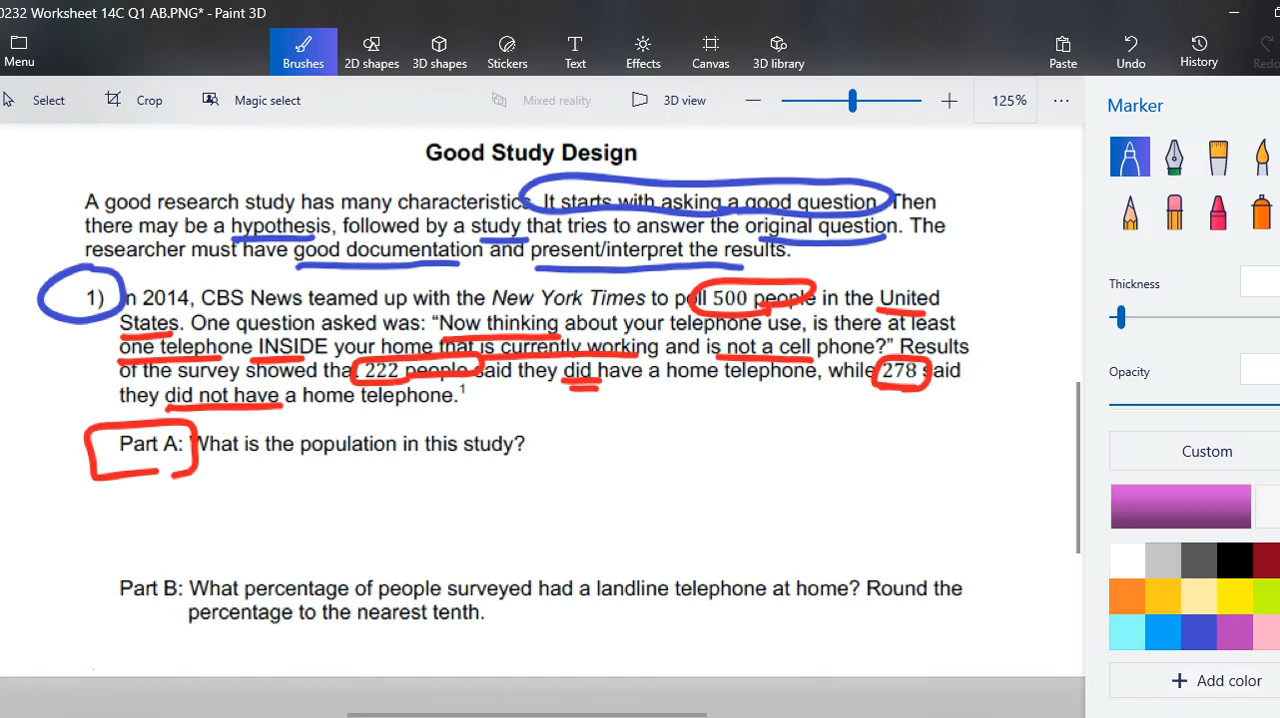 0232 Worksheet 14C Q1 AB.PNG* - Paint 3D
Menu
Brushes
2D shapes
3D shapes
Stickers
Text
Effects
Canvas
3D library
Paste
Undo
History
Redo
Select
Crop
Magic select
Mixed reality
3D view
125%
Marker
Good Study Design
A good research study has many characteristics. It starts with asking a good question. Then
there may be a hypothesis, followed by a study that tries to answer the original question. The
researcher must have good documentation and present/interpret the results.
1) In 2014, CBS News teamed up with the New York Times to poll 500 people in the United
States. One question asked was: “Now thinking about your telephone use, is there at least
one telephone INSIDE your home that is currently working and is not a cell phone?” Results
of the survey showed that 222 people said they did have a home telephone, while 278 said
they did not have a home telephone.1
Part A: What is the population in this study?
Part B: What percentage of people surveyed had a landline telephone at home? Round the
percentage to the nearest tenth.
Thickness
Opacity
Custom
Add color